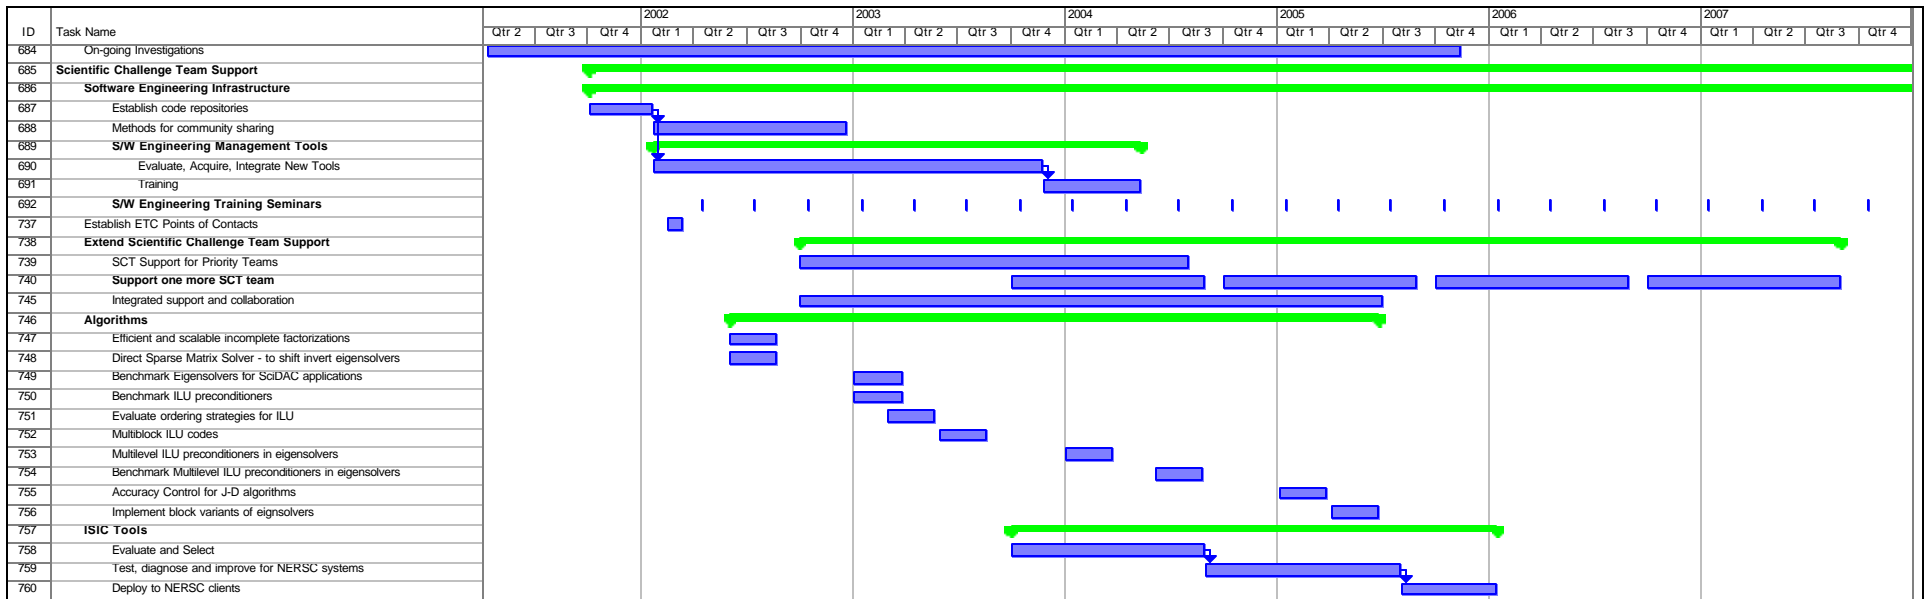 2002 2003 2004 2005 2006 2007
ID Task Name Qtr 2 Qtr 3 Qtr 4 Qtr 1 Qtr 2 Qtr 3 Qtr 4 Qtr 1 Qtr 2 Qtr 3 Qtr 4 Qtr 1 Qtr 2 Qtr 3 Qtr 4 Qtr 1 Qtr 2 Qtr 3 Qtr 4 Qtr 1 Qtr 2 Qtr 3 Qtr 4 Qtr 1 Qtr 2 Qtr 3 Qtr 4
684 On-going Investigations
685 Scientific Challenge Team Support
686 Software Engineering Infrastructure
687 Establish code repositories
688 Methods for community sharing
689 S/W Engineering Management Tools
690 Evaluate, Acquire, Integrate New Tools
691 Training
692 S/W Engineering Training Seminars
737 Establish ETC Points of Contacts
738 Extend Scientific Challenge Team Support
739 SCT Support for Priority Teams
740 Support one more SCT team
745 Integrated support and collaboration
746 Algorithms
747 Efficient and scalable incomplete factorizations
748 Direct Sparse Matrix Solver - to shift invert eigensolvers
749 Benchmark Eigensolvers for SciDAC applications
750 Benchmark ILU preconditioners
751 Evaluate ordering strategies for ILU
752 Multiblock ILU codes
753 Multilevel ILU preconditioners in eigensolvers
754 Benchmark Multilevel ILU preconditioners in eigensolvers
755 Accuracy Control for J-D algorithms
756 Implement block variants of eignsolvers
757 ISIC Tools
758 Evaluate and Select
759 Test, diagnose and improve for NERSC systems
760 Deploy to NERSC clients